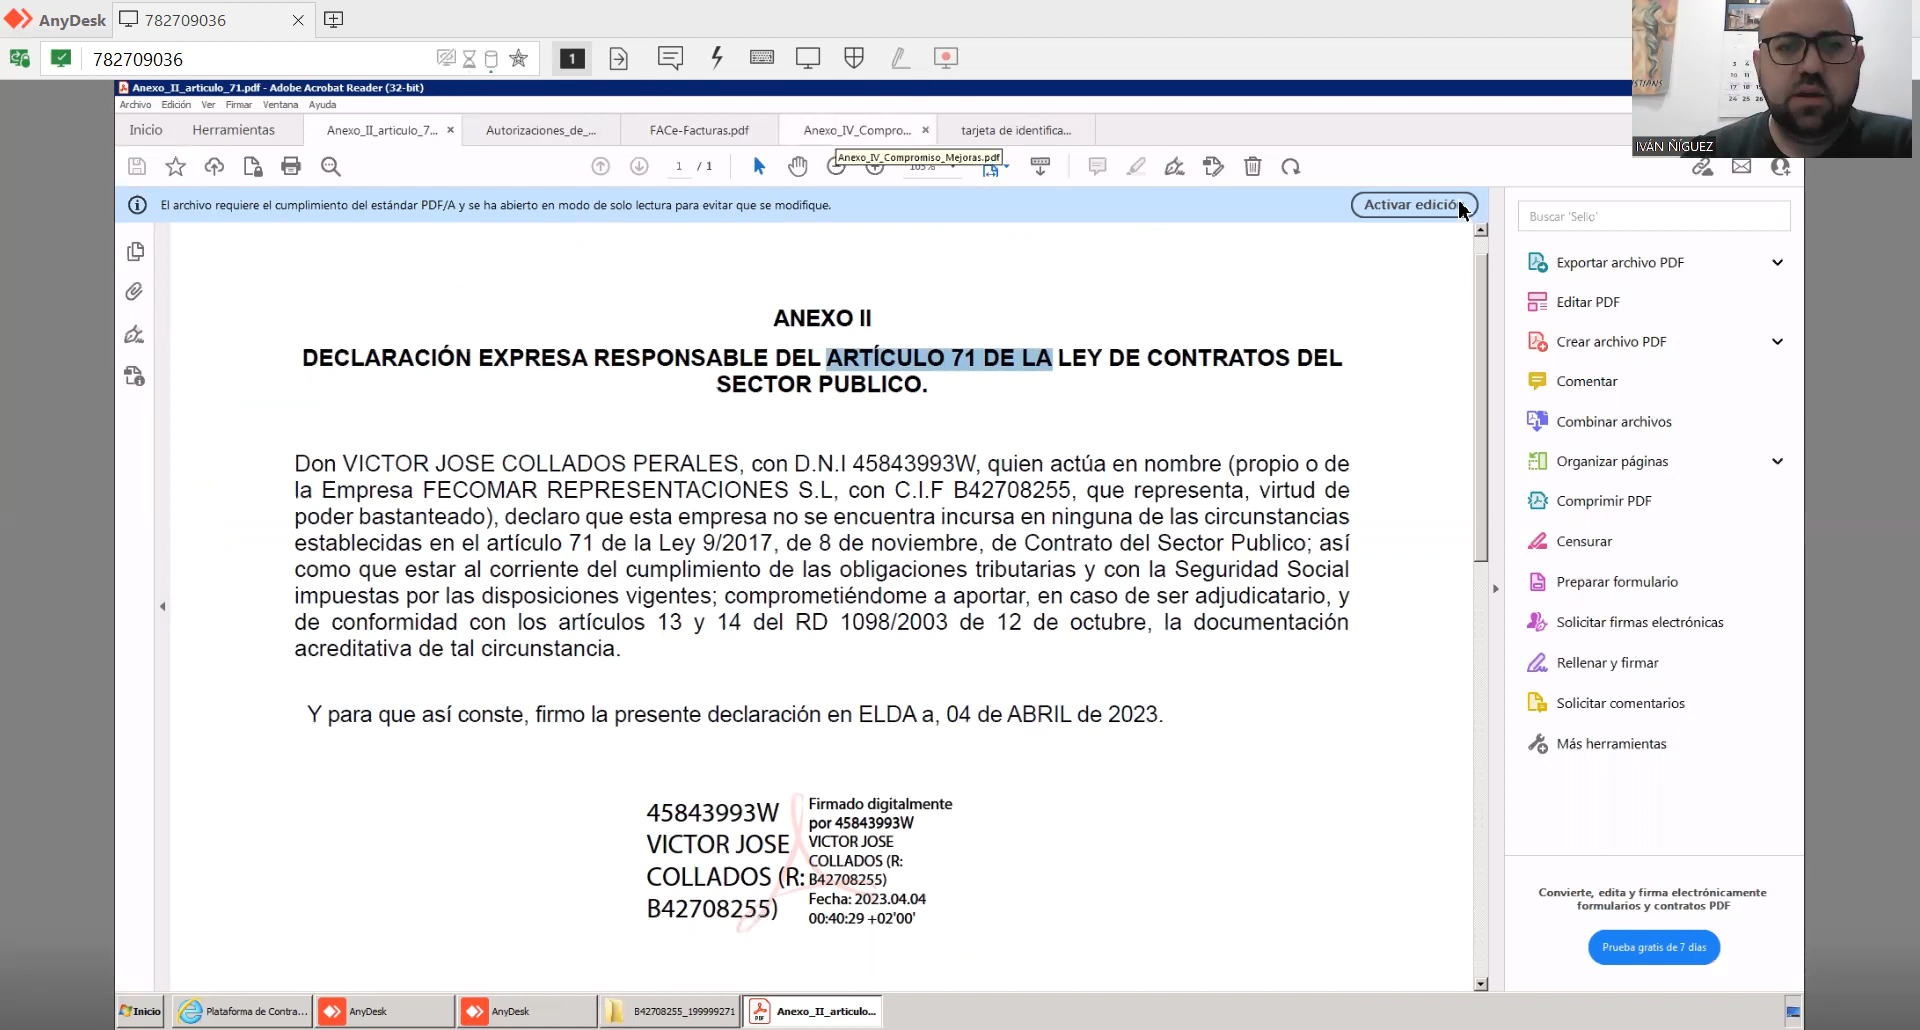 AnyDesk 782709036
782709036 1
Anexo_II_articulo_71.pdf - Adobe Acrobat Reader (32-bit)
Archivo Edición Ver Firmar Ventana Ayuda
Inicio Herramientas Anexo_II_articulo_7... Autorizaciones_de_... FACe-Facturas.pdf Anexo_IV_Compro... tarjeta de identifica...
Anexo_IV_Compromiso_Mejoras.pdf
1 / 1
IVÁN ÑÍGUEZ
El archivo requiere el cumplimiento del estándar PDF/A y se ha abierto en modo de solo lectura para evitar que se modifique.
Activar edición
ANEXO II
DECLARACIÓN EXPRESA RESPONSABLE DEL ARTÍCULO 71 DE LA LEY DE CONTRATOS DEL
SECTOR PUBLICO.
Don VICTOR JOSE COLLADOS PERALES, con D.N.I 45843993W, quien actúa en nombre (propio o de
la Empresa FECOMAR REPRESENTACIONES S.L, con C.I.F B42708255, que representa, virtud de
poder bastanteado), declaro que esta empresa no se encuentra incursa en ninguna de las circunstancias
establecidas en el artículo 71 de la Ley 9/2017, de 8 de noviembre, de Contrato del Sector Publico; así
como que estar al corriente del cumplimiento de las obligaciones tributarias y con la Seguridad Social
impuestas por las disposiciones vigentes; comprometiéndome a aportar, en caso de ser adjudicatario, y
de conformidad con los artículos 13 y 14 del RD 1098/2003 de 12 de octubre, la documentación
acreditativa de tal circunstancia.
Y para que así conste, firmo la presente declaración en ELDA a, 04 de ABRIL de 2023.
45843993W
VICTOR JOSE
COLLADOS (R:
B42708255)
Firmado digitalmente
por 45843993W
VICTOR JOSE
COLLADOS (R:
B42708255)
Fecha: 2023.04.04
00:40:29 +02'00'
Buscar 'Sello'
Exportar archivo PDF
Editar PDF
Crear archivo PDF
Comentar
Combinar archivos
Organizar páginas
Comprimir PDF
Censurar
Preparar formulario
Solicitar firmas electrónicas
Rellenar y firmar
Solicitar comentarios
Más herramientas
Convierte, edita y firma electrónicamente
formularios y contratos PDF
Prueba gratis de 7 días
Inicio Plataforma de Contra... AnyDesk AnyDesk B42708255_199999271 Anexo_II_articulo...